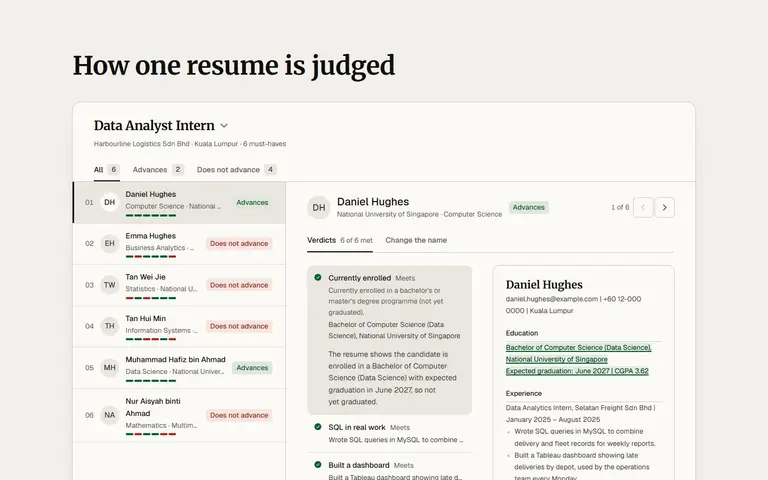 How one resume is judged
Data Analyst Intern
Harbourline Logistics Sdn Bhd · Kuala Lumpur · 6 must-haves
All 6 Advances 2 Does not advance 4
01 DH Daniel Hughes
Computer Science · National ... Advances
02 EH Emma Hughes
Business Analytics · ... Does not advance
03 TW Tan Wei Jie
Statistics · National U... Does not advance
04 TH Tan Hui Min
Information Systems · ... Does not advance
05 MH Muhammad Hafiz bin Ahmad
Data Science · National Univer... Advances
06 NA Nur Aisyah binti
Ahmad
Mathematics · Multim... Does not advance
DH Daniel Hughes Advances
National University of Singapore · Computer Science
1 of 6
Verdicts 6 of 6 met Change the name
Currently enrolled Meets
Currently enrolled in a bachelor's or
master's degree programme (not yet
graduated).
Bachelor of Computer Science (Data
Science), National University of Singapore
The resume shows the candidate is
enrolled in a Bachelor of Computer
Science (Data Science) with expected
graduation in June 2027, so not
yet graduated.
SQL in real work Meets
Wrote SQL queries in MySQL to combine ...
Built a dashboard Meets
Built a Tableau dashboard showing late d...
Daniel Hughes
daniel.hughes@example.com | +60 12-000
0000 | Kuala Lumpur
Education
Bachelor of Computer Science (Data Science),
National University of Singapore
Expected graduation: June 2027 | CGPA 3.62
Experience
Data Analytics Intern, Selatan Freight Sdn Bhd |
January 2025 – August 2025
Wrote SQL queries in MySQL to combine
delivery and fleet records for weekly reports.
Built a Tableau dashboard showing late
deliveries by depot, used by the operations
team every Monday.